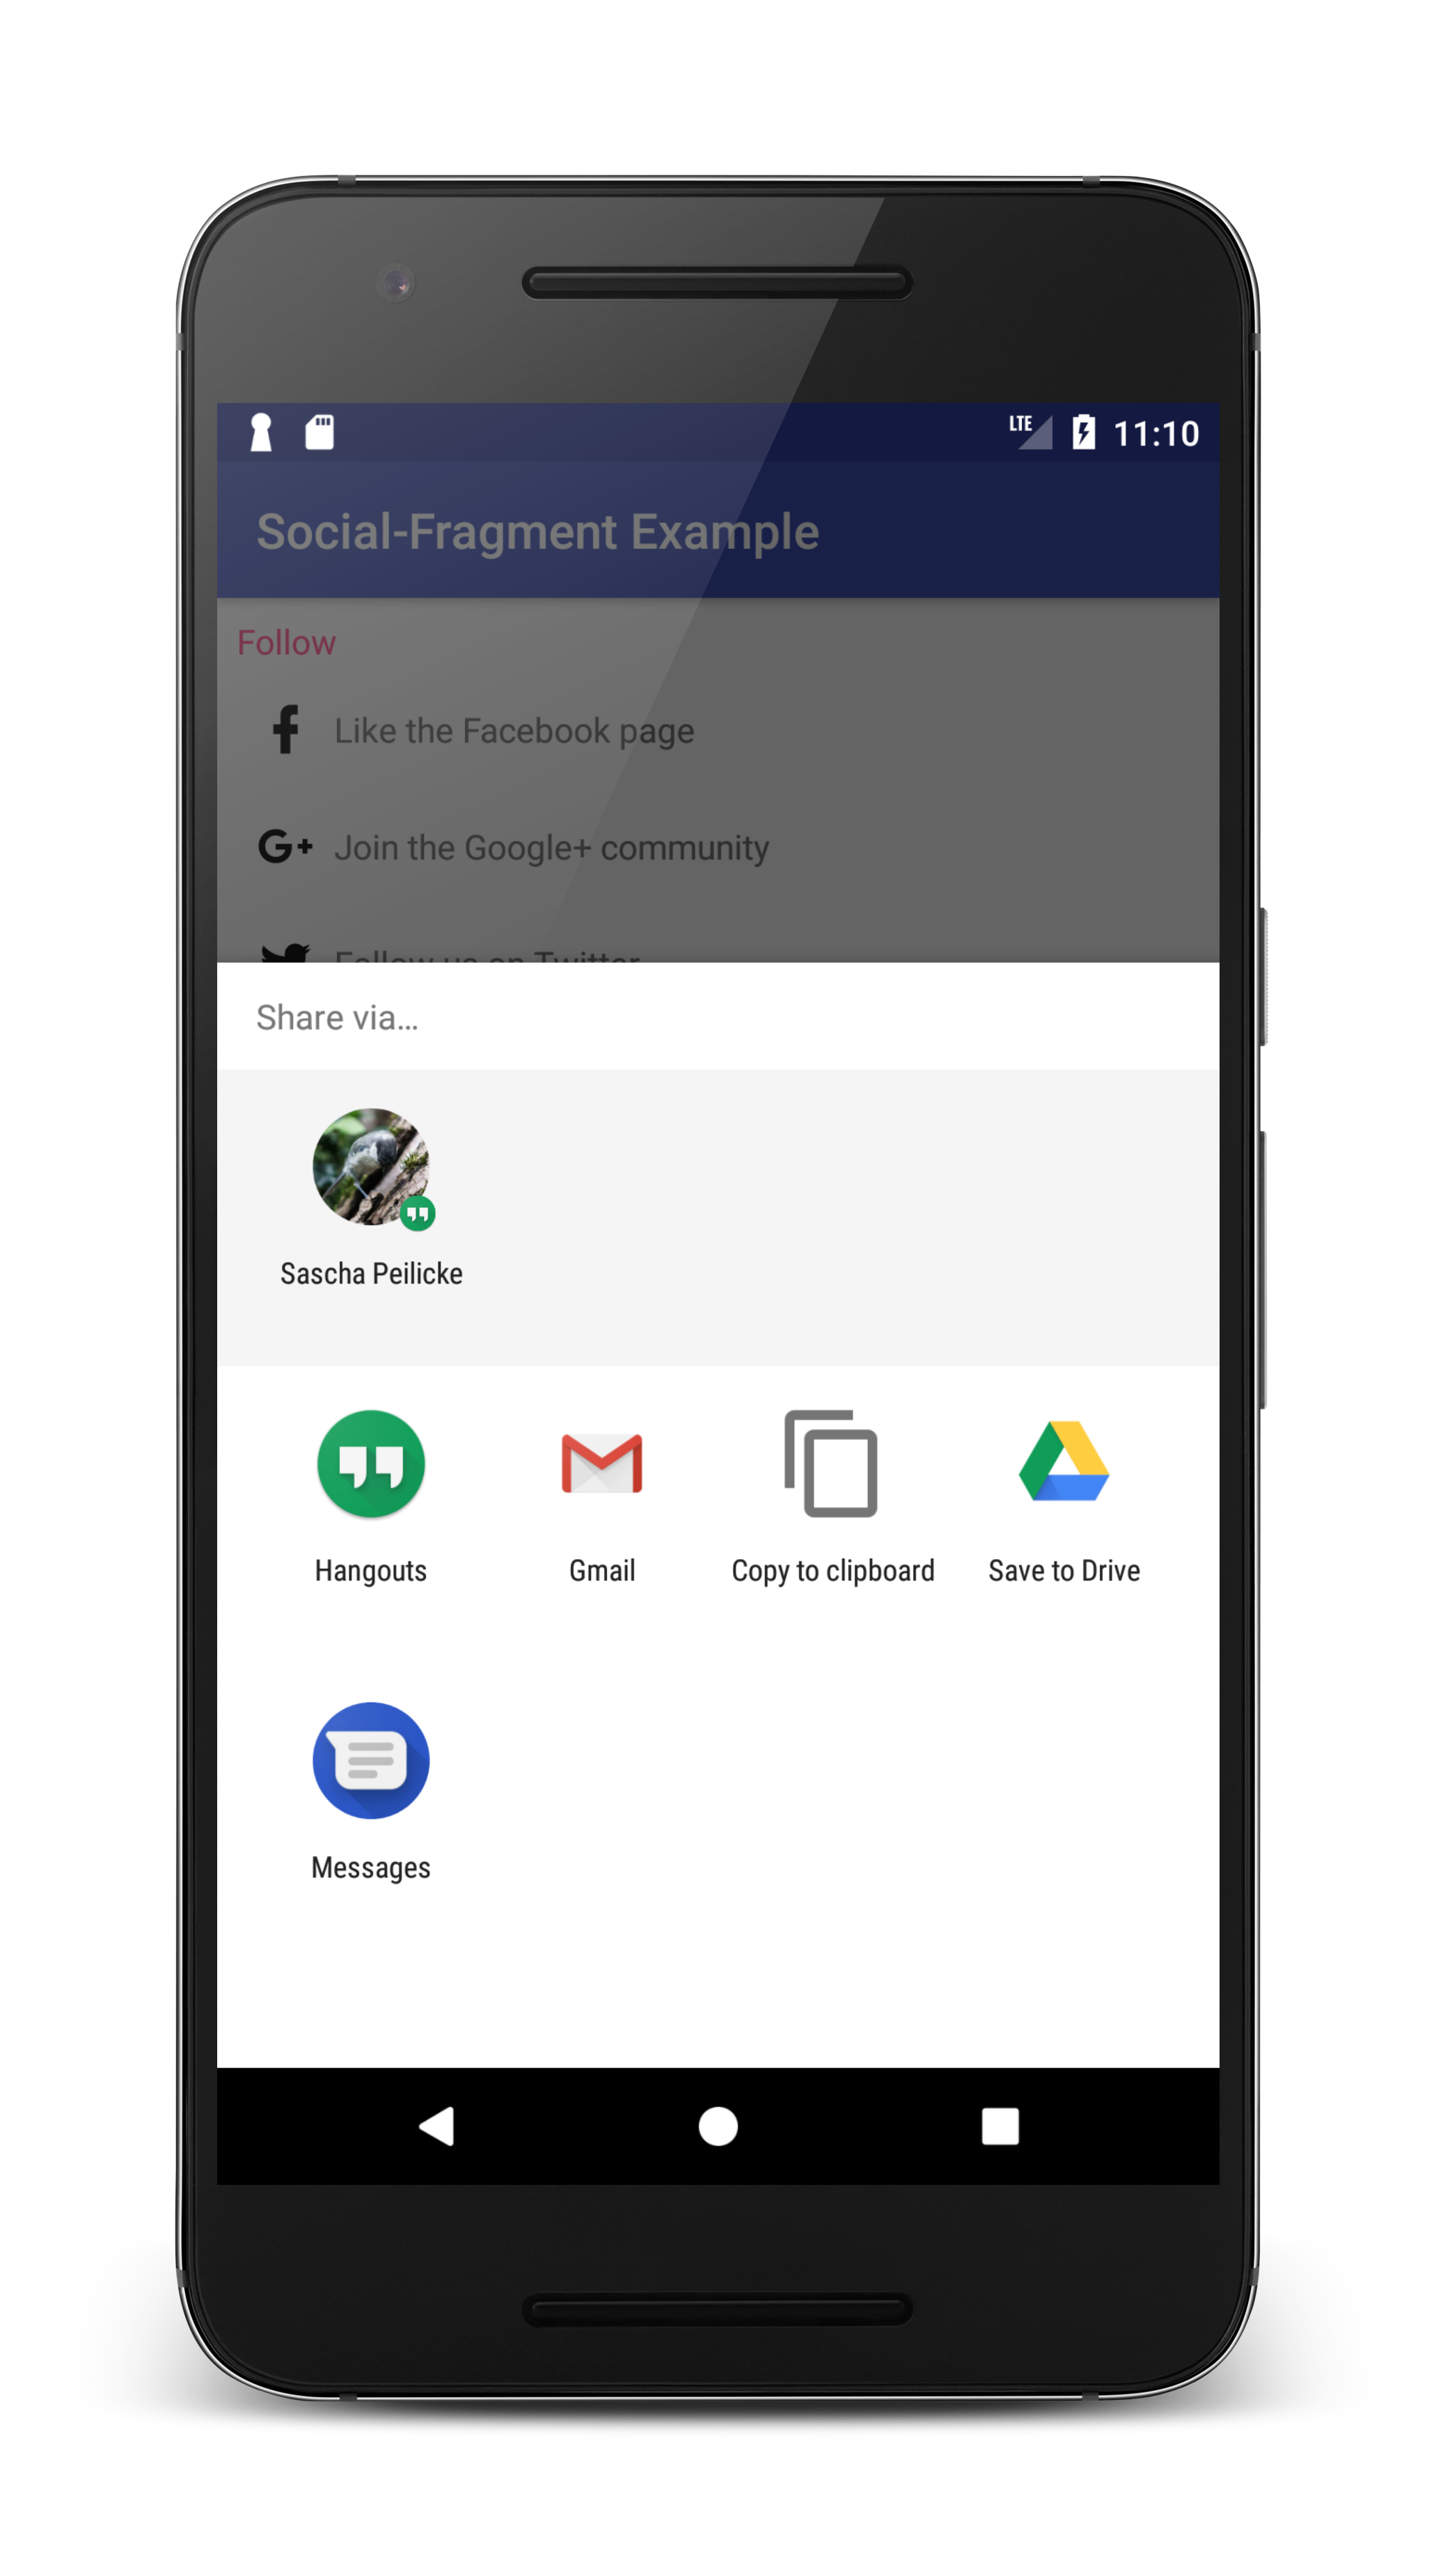 LTE 11:10
Social-Fragment Example
Follow
Like the Facebook page
G+ Join the Google+ community
Follow us on Twitter
Share via...
Sascha Peilicke
Hangouts
Gmail
Copy to clipboard
Save to Drive
Messages